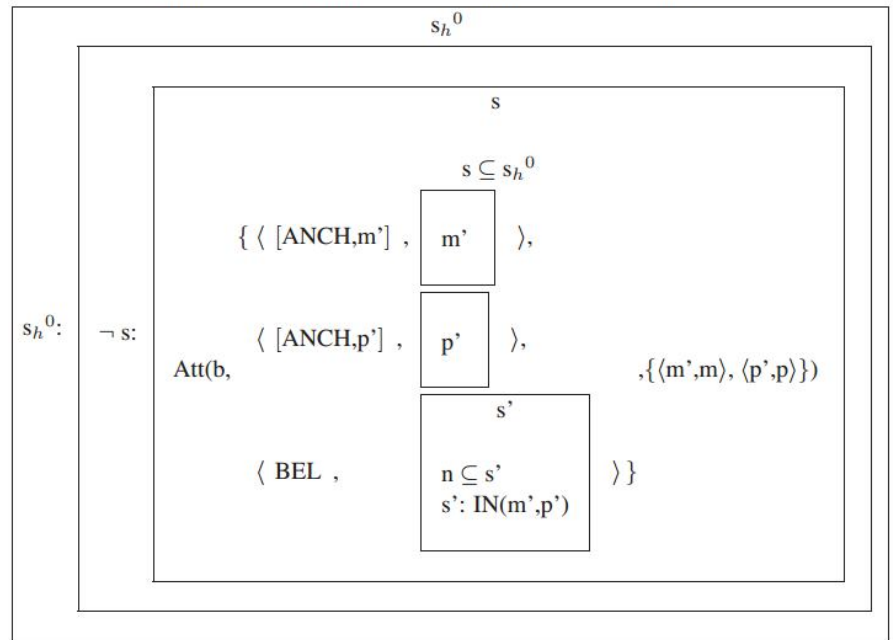 s_h^0
s
s ⊆ s_h^0
{ ⟨ [ANCH,m'] , m' ⟩,
s_h^0: ¬ s: ⟨ [ANCH,p'] , p' ⟩,
Att(b, ,{⟨m',m⟩, ⟨p',p⟩})
s'
⟨ BEL , n ⊆ s' ⟩ }
s': IN(m',p')